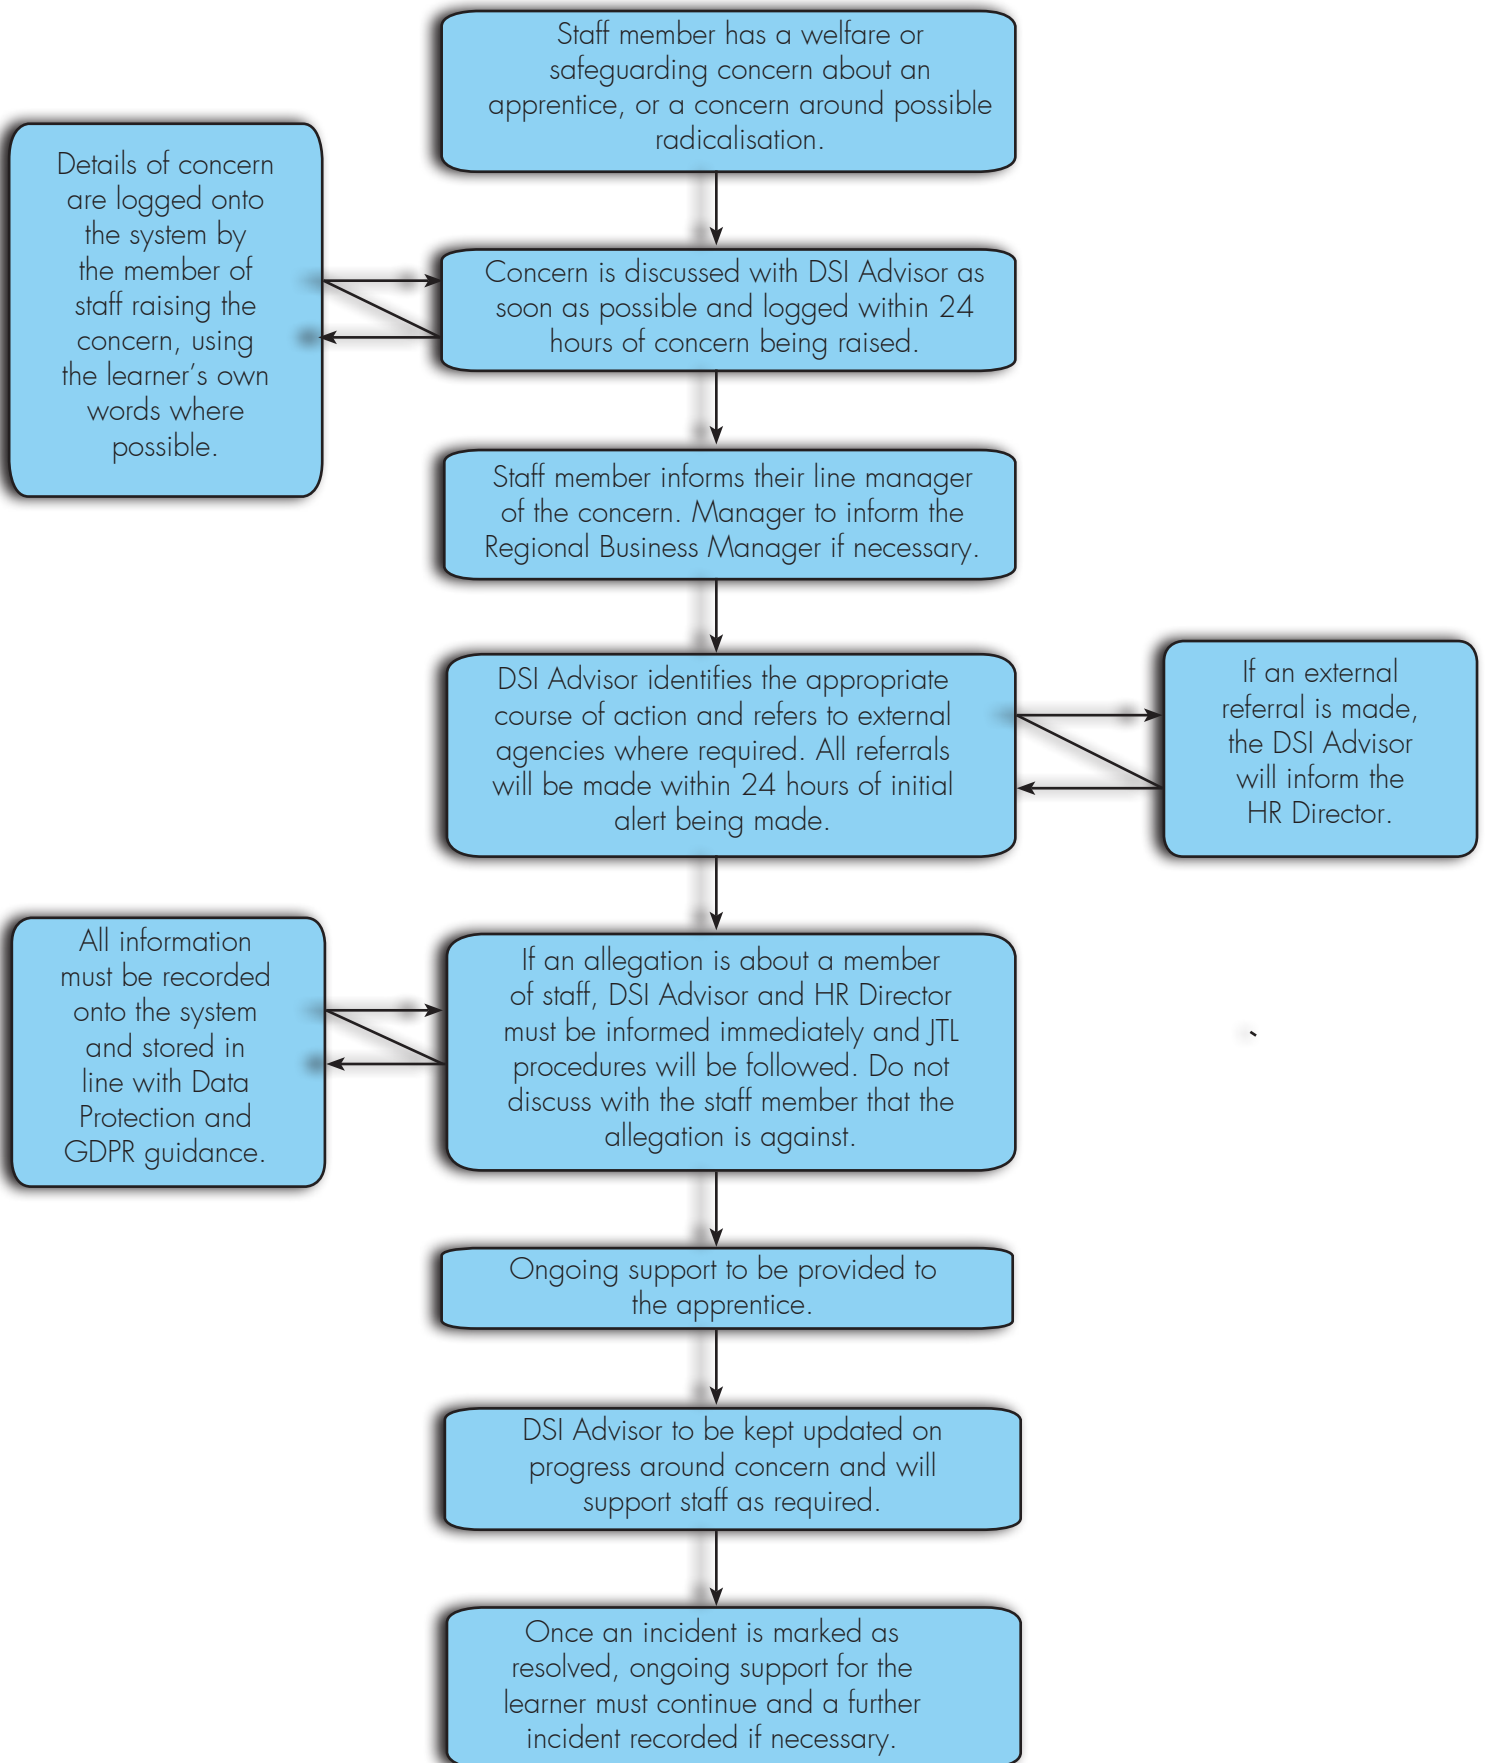 Staff member has a welfare or
safeguarding concern about an
apprentice, or a concern around possible
radicalisation.
Details of concern
are logged onto
the system by
the member of
staff raising the
concern, using
the learner's own
words where
possible.
Concern is discussed with DSI Advisor as
soon as possible and logged within 24
hours of concern being raised.
Staff member informs their line manager
of the concern. Manager to inform the
Regional Business Manager if necessary.
DSI Advisor identifies the appropriate
course of action and refers to external
agencies where required. All referrals
will be made within 24 hours of initial
alert being made.
If an external
referral is made,
the DSI Advisor
will inform the
HR Director.
All information
must be recorded
onto the system
and stored in
line with Data
Protection and
GDPR guidance.
If an allegation is about a member
of staff, DSI Advisor and HR Director
must be informed immediately and JTL
procedures will be followed. Do not
discuss with the staff member that the
allegation is against.
Ongoing support to be provided to
the apprentice.
DSI Advisor to be kept updated on
progress around concern and will
support staff as required.
Once an incident is marked as
resolved, ongoing support for the
learner must continue and a further
incident recorded if necessary.